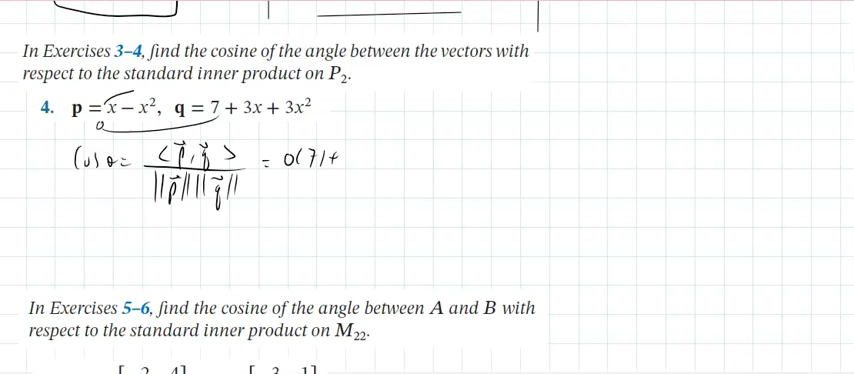 In Exercises 3–4, find the cosine of the angle between the vectors with
respect to the standard inner product on P₂.
4. p = x − x², q = 7 + 3x + 3x²
0
Cos θ = <p⃗, q⃗> / ||p⃗|| ||q⃗|| = 0(7)+
In Exercises 5–6, find the cosine of the angle between A and B with
respect to the standard inner product on M₂₂.